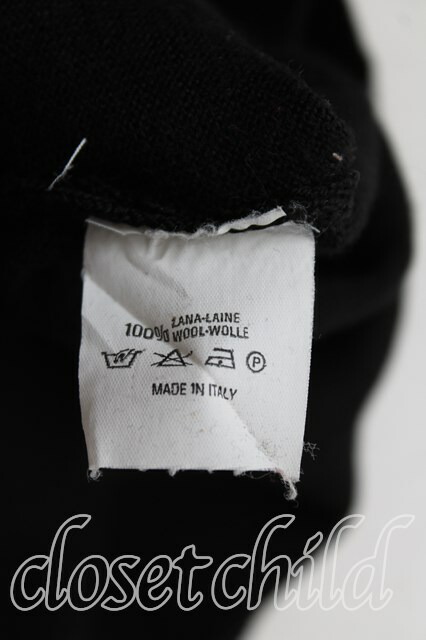 LANA-LAINE
100% WOOL-WOLLE
P
MADE IN ITALY
closetchild